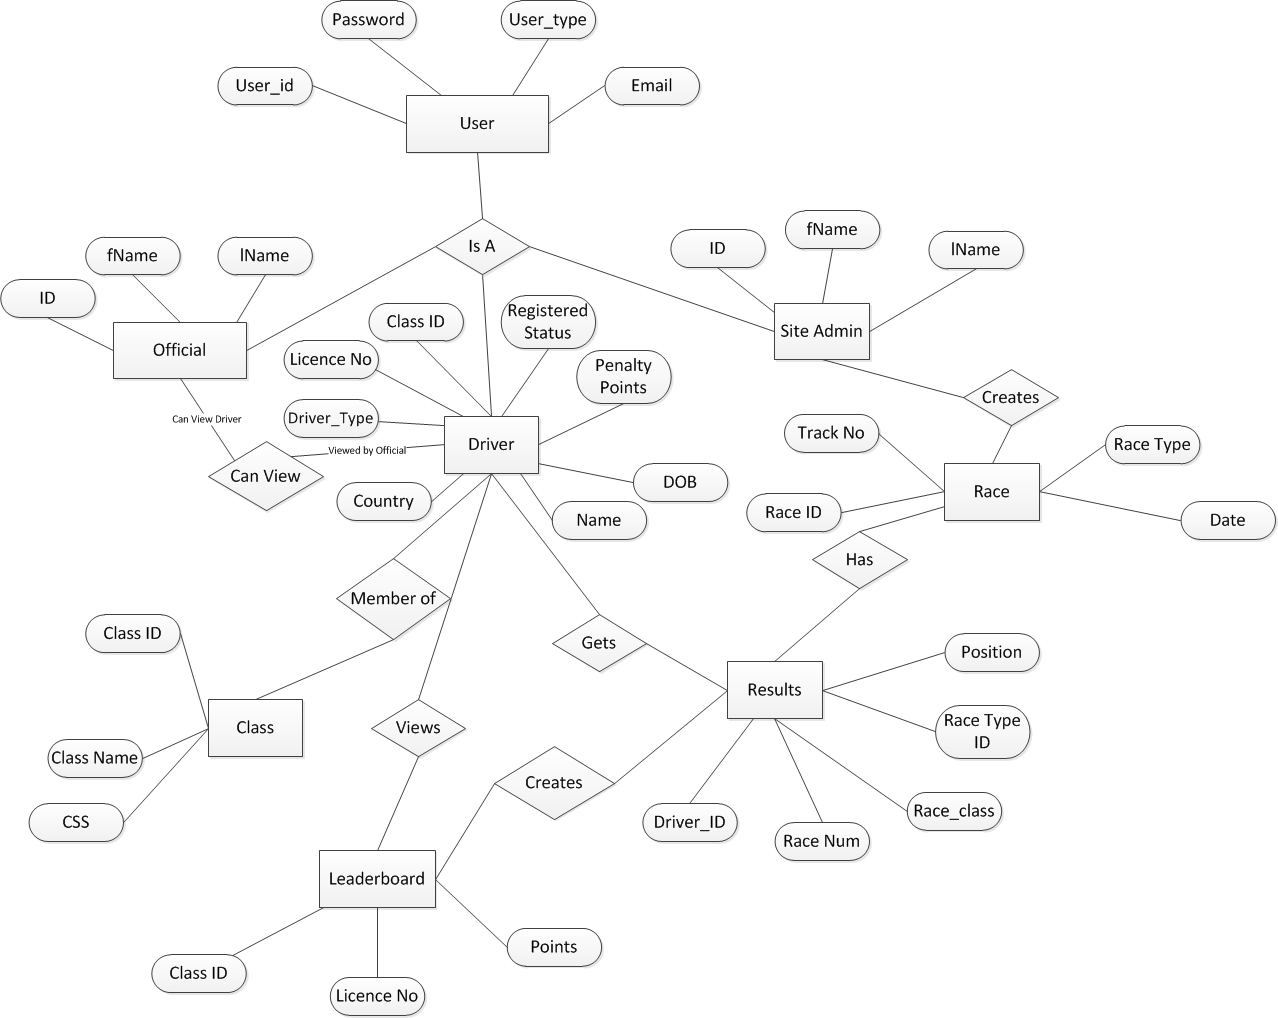 Password
User_type
User_id
Email
User
fName
lName
ID
Official
Is A
ID
fName
lName
Site Admin
Class ID
Registered
Status
Licence No
Penalty
Points
Driver_Type
Can View Driver
Viewed by Official
Driver
Can View
Country
DOB
Name
Creates
Track No
Race Type
Race ID
Race
Date
Has
Member of
Class ID
Gets
Position
Results
Class
Views
Race Type
ID
Class Name
Creates
CSS
Driver_ID
Race_class
Race Num
Leaderboard
Points
Class ID
Licence No